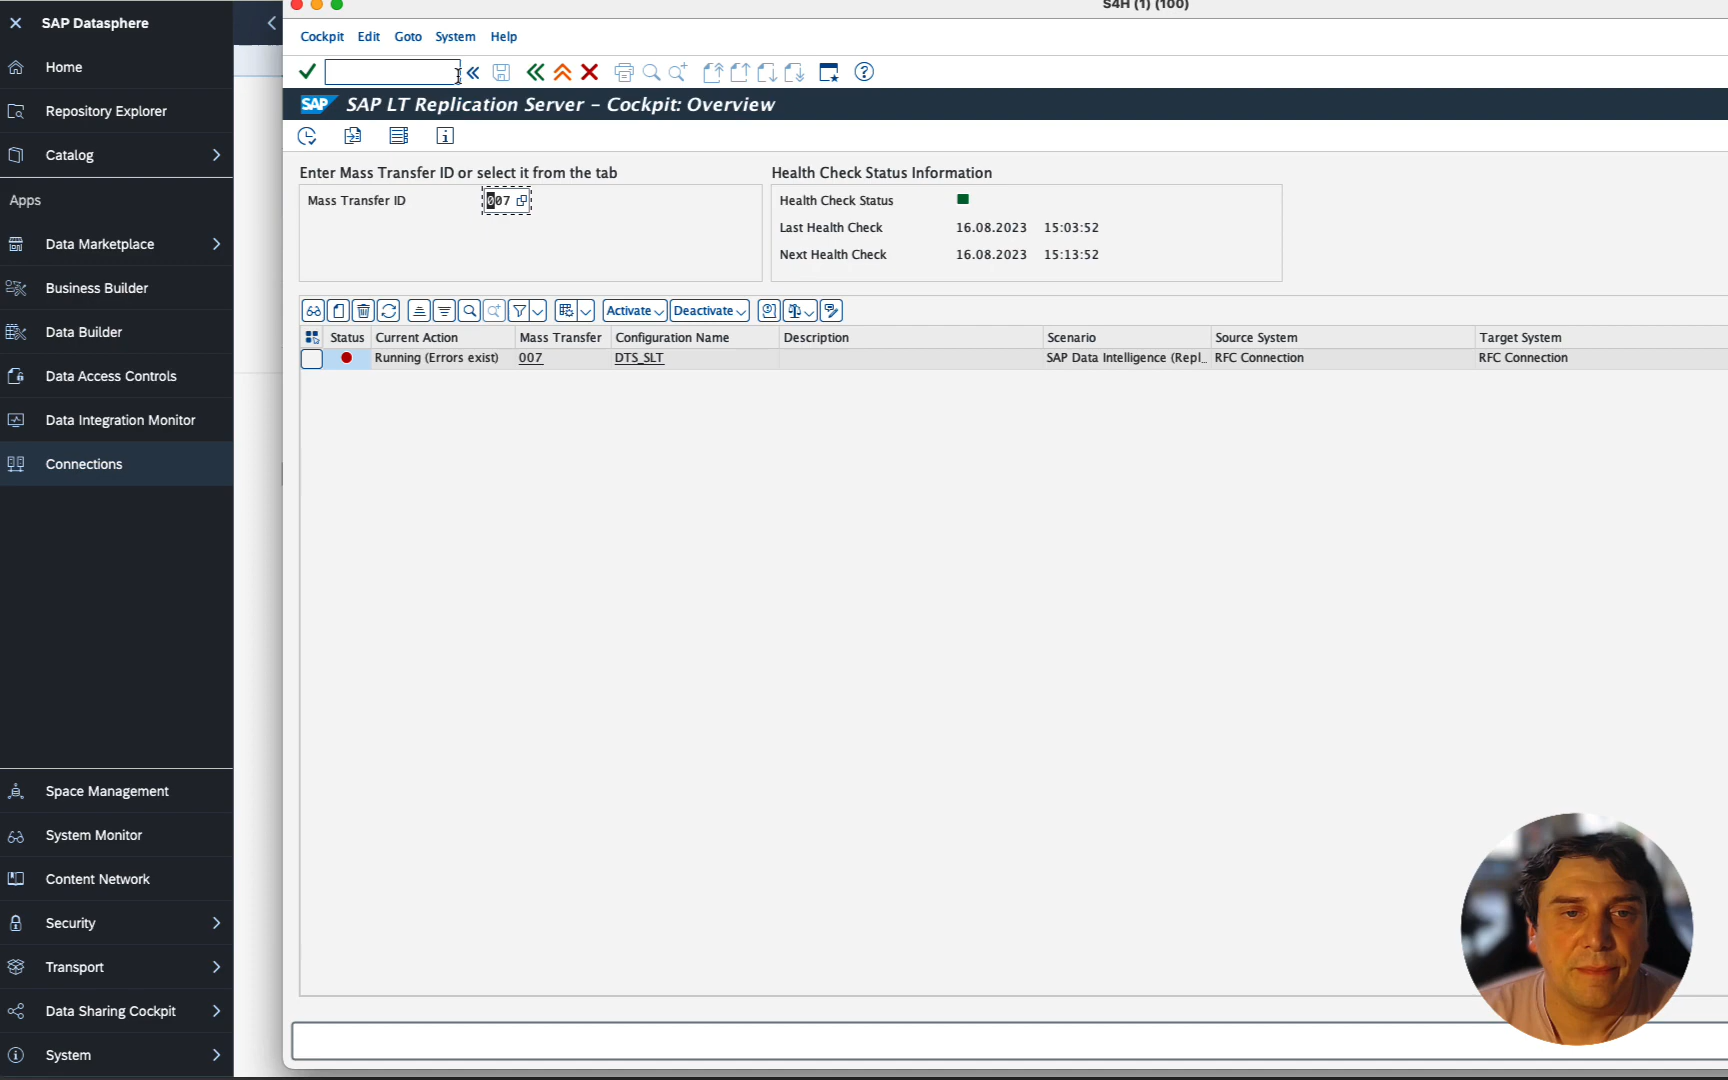 SAP Datasphere
Home
Repository Explorer
Catalog
Apps
Data Marketplace
Business Builder
Data Builder
Data Access Controls
Data Integration Monitor
Connections
Space Management
System Monitor
Content Network
Security
Transport
Data Sharing Cockpit
System
S4H (1) (100)
Cockpit Edit Goto System Help
SAP SAP LT Replication Server – Cockpit: Overview
Enter Mass Transfer ID or select it from the tab
Mass Transfer ID 007
Health Check Status Information
Health Check Status
Last Health Check 16.08.2023 15:03:52
Next Health Check 16.08.2023 15:13:52
Activate Deactivate
Status Current Action Mass Transfer Configuration Name Description Scenario Source System Target System
Running (Errors exist) 007 DTS_SLT SAP Data Intelligence (Repl... RFC Connection RFC Connection